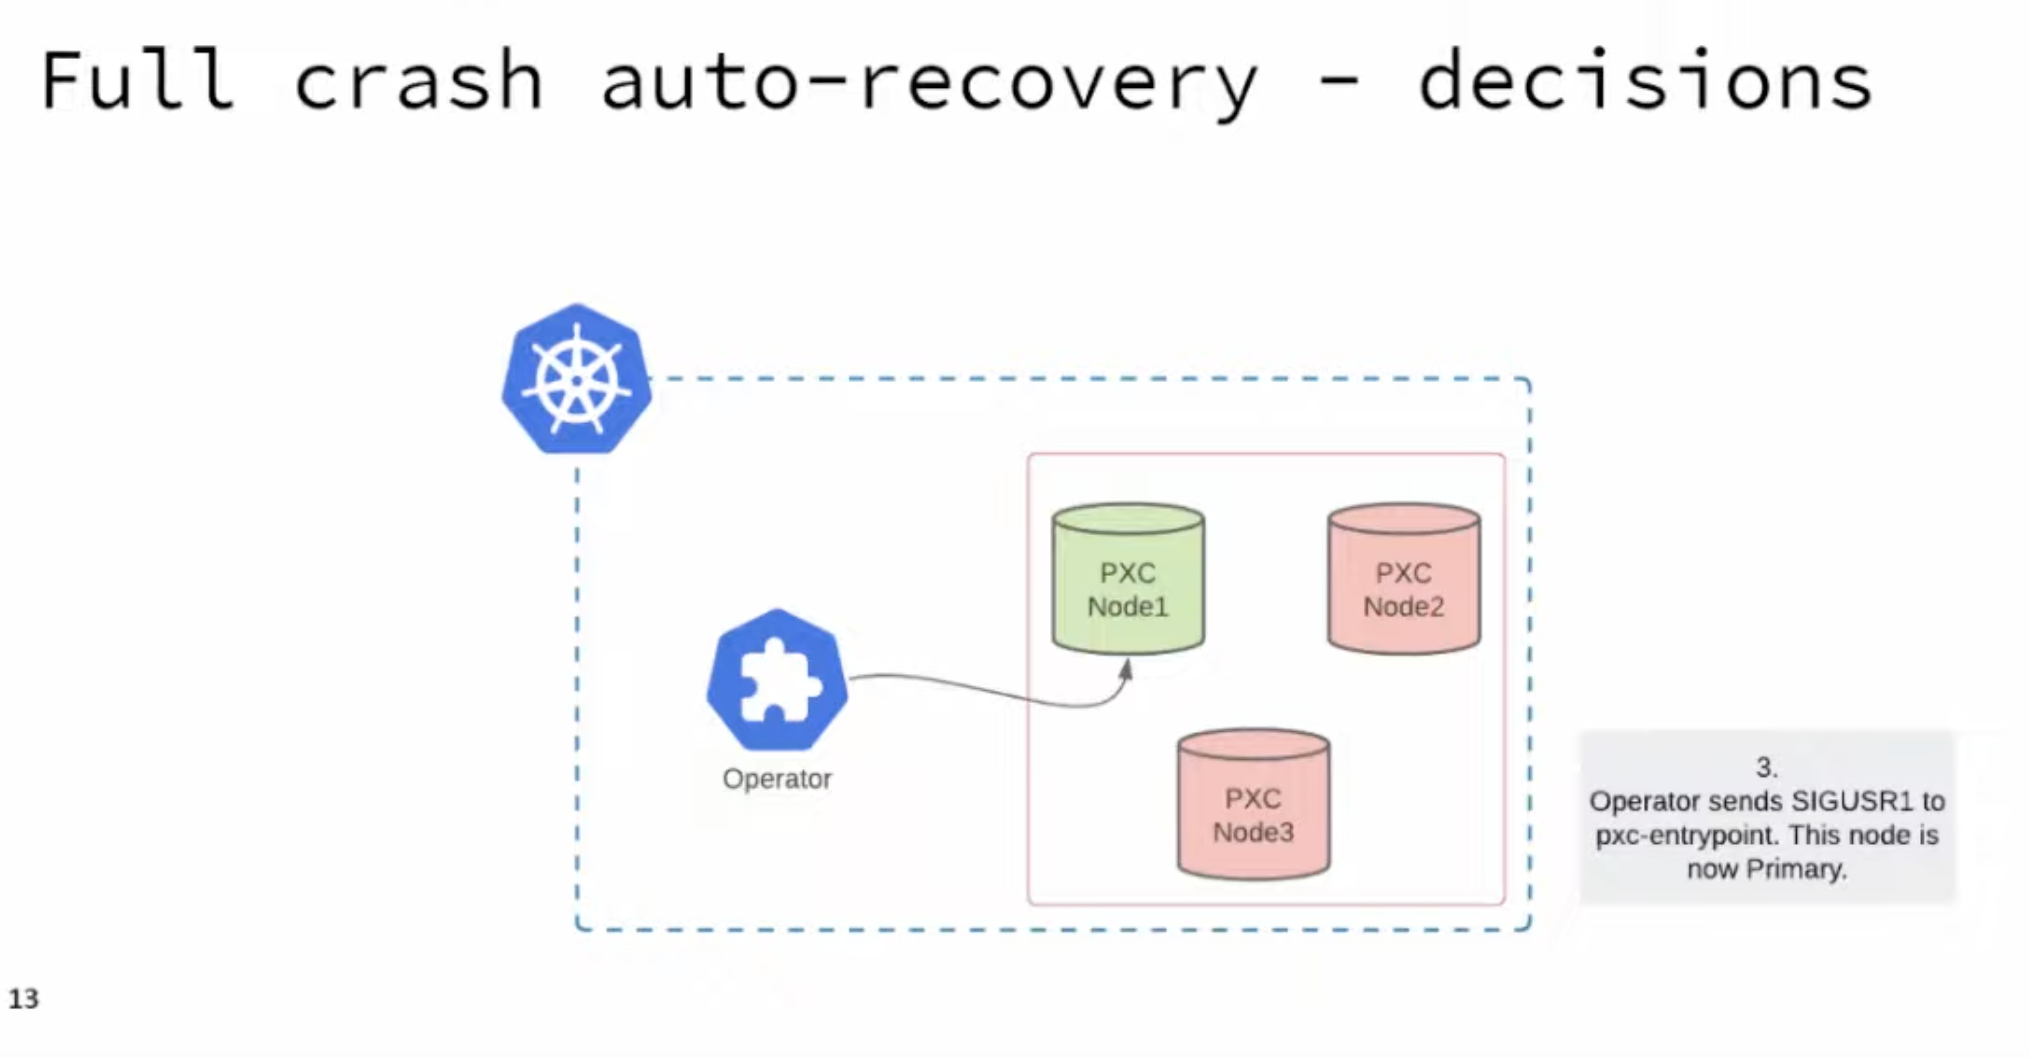 Full crash auto-recovery - decisions
PXC
Node1
PXC
Node2
Operator
PXC
Node3
3.
Operator sends SIGUSR1 to
pxc-entrypoint. This node is
now Primary.
13